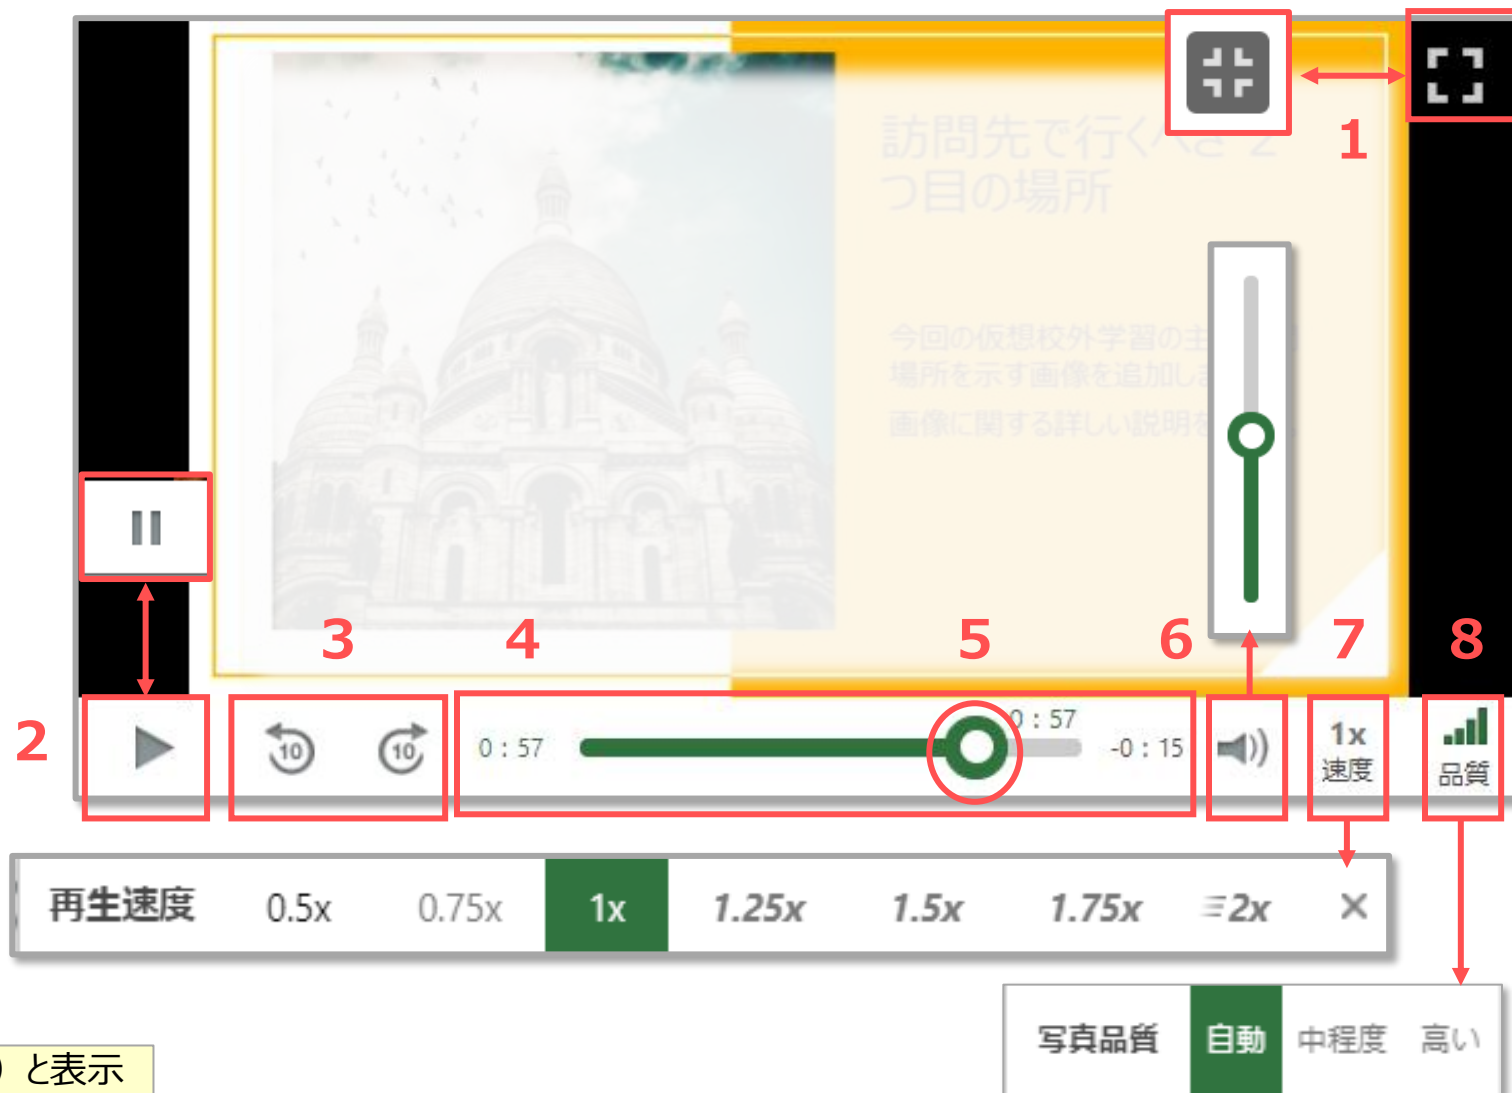 訪問先で行くべき 2
つ目の場所
1
今回の仮想校外学習の主
場所を示す画像を追加しま
画像に関する詳しい説明を
3
4
5
6
7
8
2
10
10
0 : 57
0 : 57
-0 : 15
1x
速度
品質
再生速度
0.5x
0.75x
1x
1.25x
1.5x
1.75x
2x
写真品質
自動
中程度
高い
) と表示